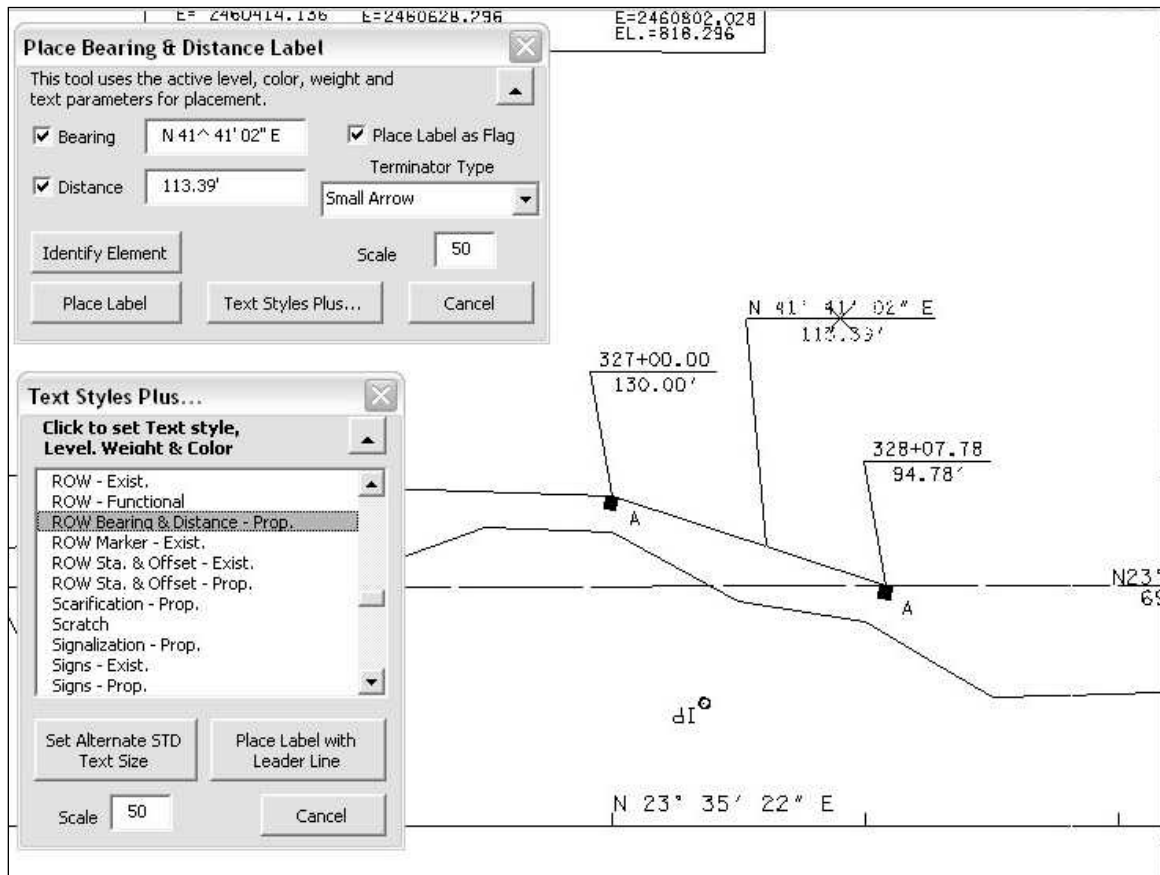 E= 2460414.136 E=2460628.296 E=2460802.028
EL.=818.296
Place Bearing & Distance Label
This tool uses the active level, color, weight and
text parameters for placement.
Bearing N 41^ 41' 02" E Place Label as Flag
Terminator Type
Distance 113.39' Small Arrow
Identify Element Scale 50
Place Label Text Styles Plus... Cancel
N 41° 41' 02" E
113.39'
327+00.00
130.00'
328+07.78
94.78'
A
A
N23°
69
IP
N 23° 35' 22" E
Text Styles Plus...
Click to set Text style,
Level, Weight & Color
ROW - Exist.
ROW - Functional
ROW Bearing & Distance - Prop.
ROW Marker - Exist.
ROW Sta. & Offset - Exist.
ROW Sta. & Offset - Prop.
Scarification - Prop.
Scratch
Signalization - Prop.
Signs - Exist.
Signs - Prop.
Set Alternate STD
Text Size
Place Label with
Leader Line
Scale 50 Cancel